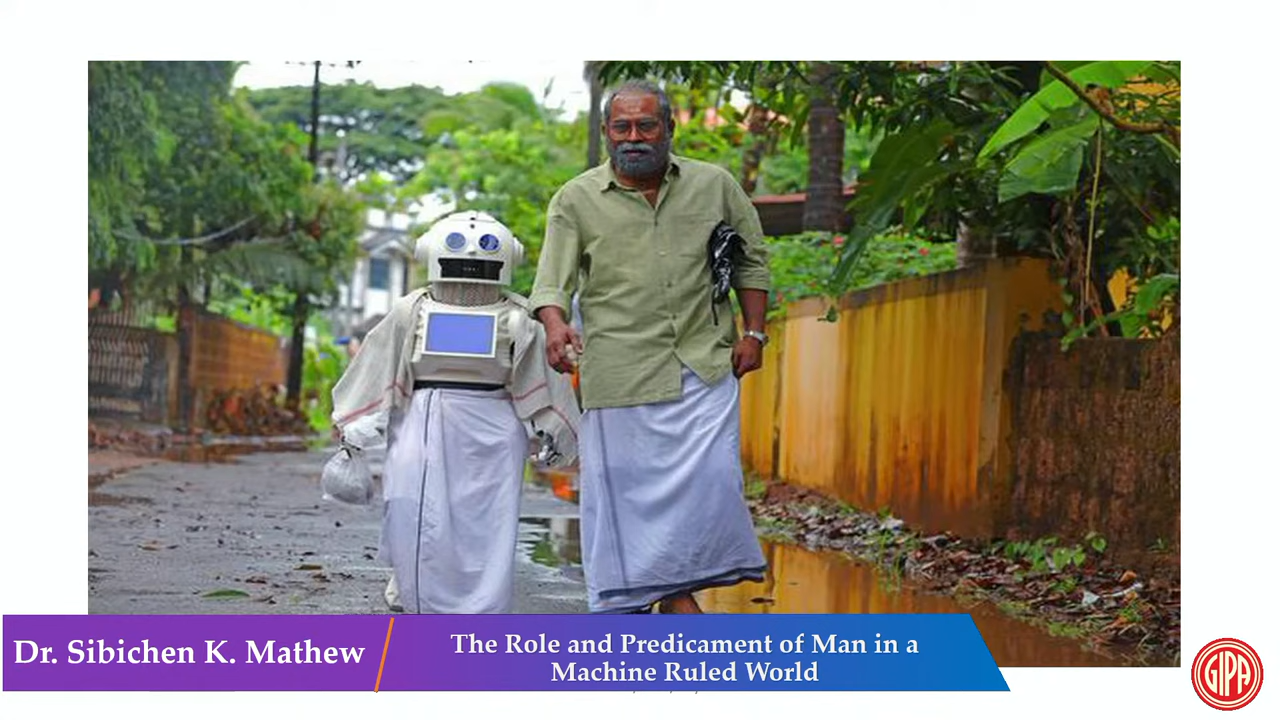 Dr. Sibichen K. Mathew
The Role and Predicament of Man in a
Machine Ruled World
GIPA